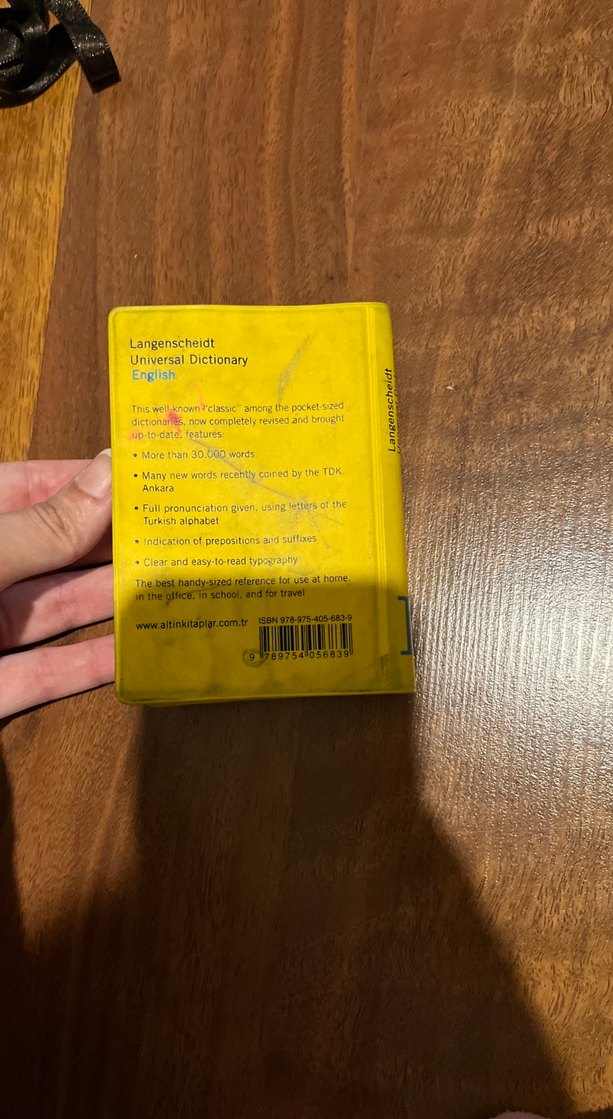 Langenscheidt
Universal Dictionary
English
This well-known "classic" among the pocket-sized
dictionaries, now completely revised and brought
up-to-date, features:
• More than 30.000 words
• Many new words recently coined by the TDK,
Ankara
• Full pronunciation given, using letters of the
Turkish alphabet
• Indication of prepositions and suffixes
• Clear and easy-to-read typography
The best handy-sized reference for use at home,
in the office, in school, and for travel
www.altinkitaplar.com.tr
ISBN 978-975-405-683-9
9 789754 056839
Langenscheidt